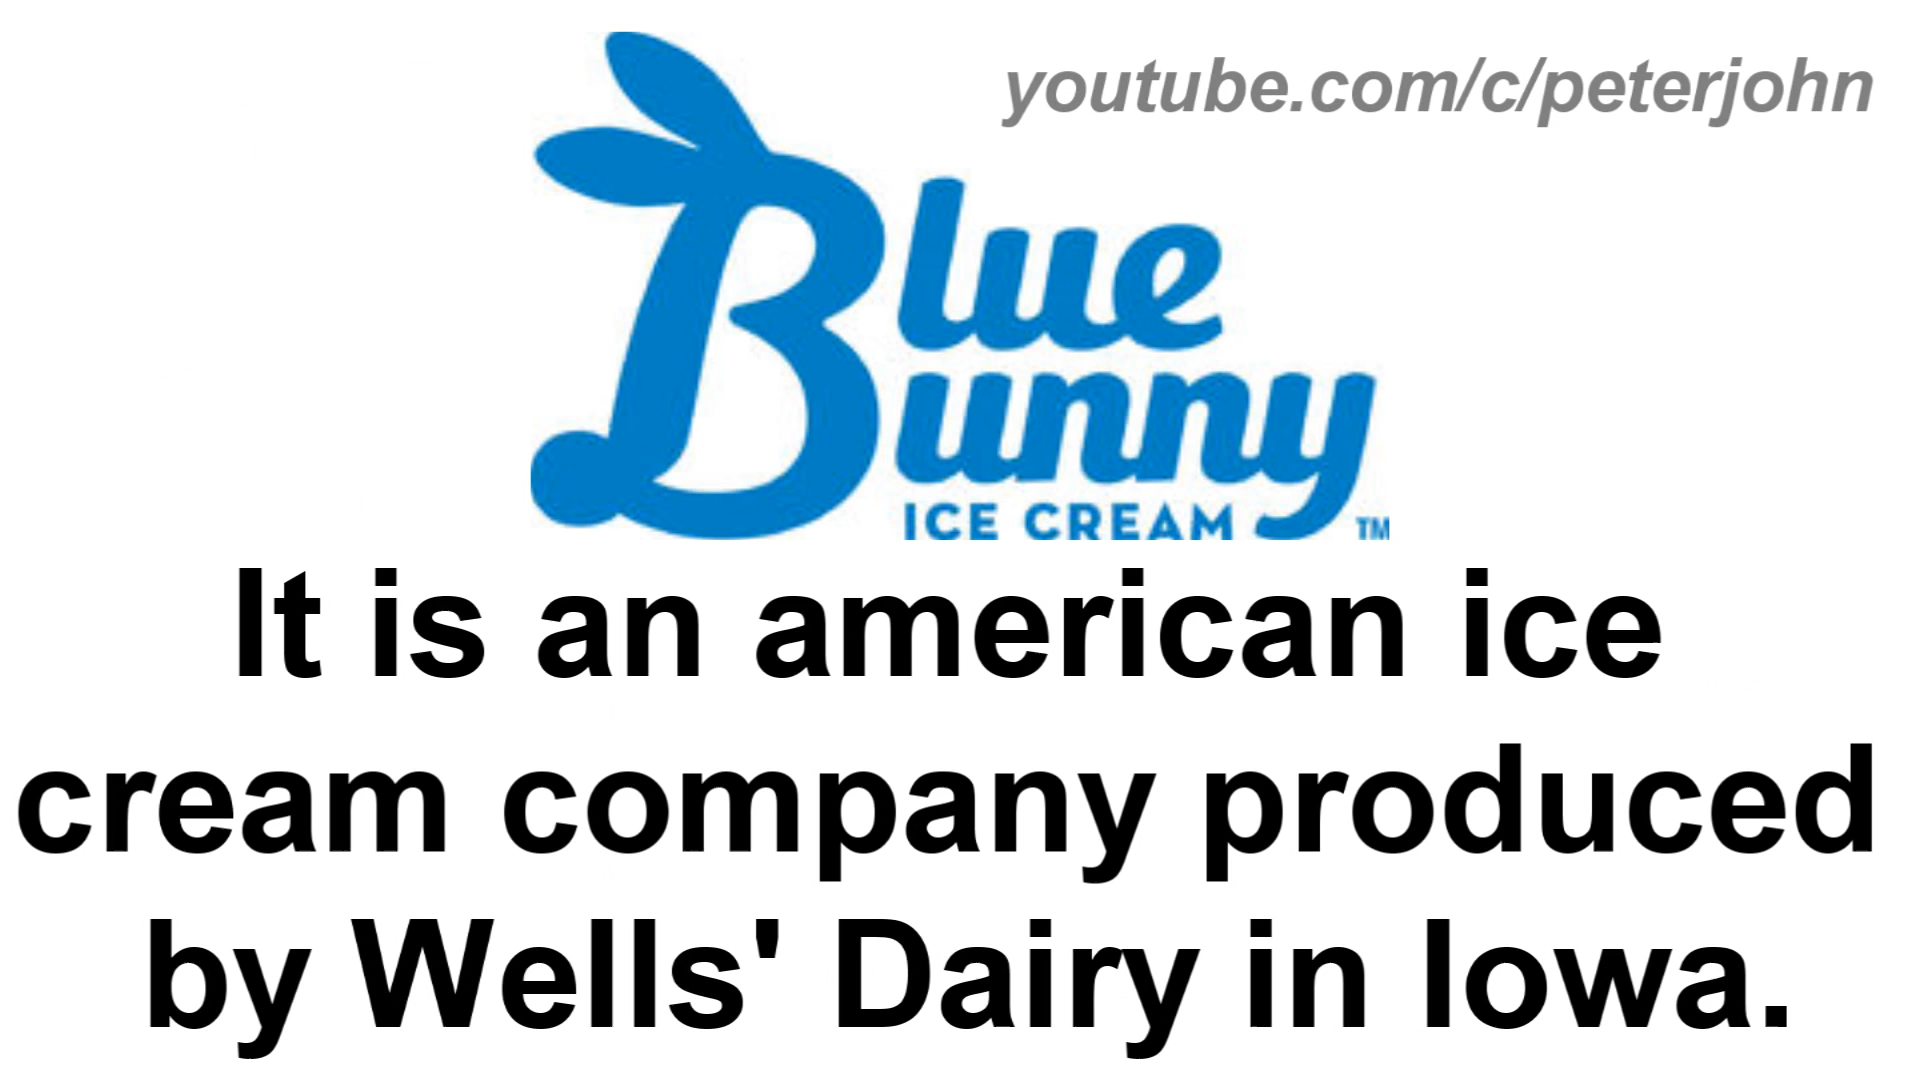 youtube.com/c/peterjohn
Blue
Bunny
ICE CREAM TM
It is an american ice
cream company produced
by Wells' Dairy in Iowa.